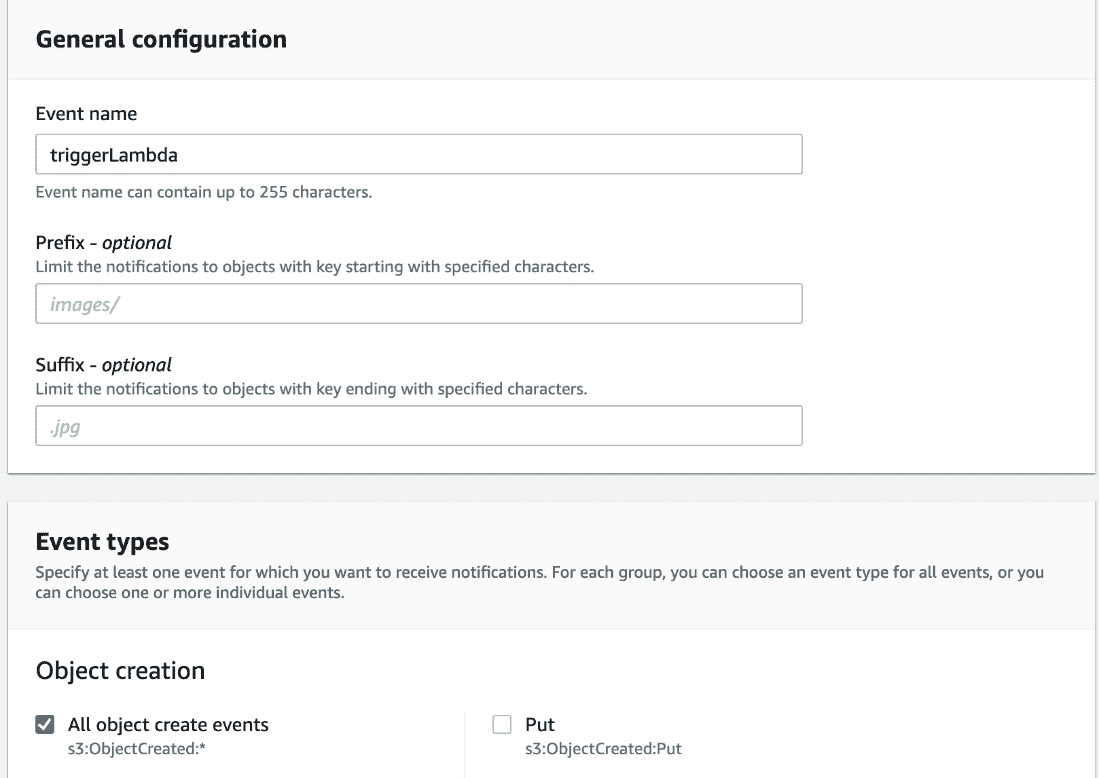 General configuration
Event name
triggerLambda
Event name can contain up to 255 characters.
Prefix - optional
Limit the notifications to objects with key starting with specified characters.
images/
Suffix - optional
Limit the notifications to objects with key ending with specified characters.
.jpg
Event types
Specify at least one event for which you want to receive notifications. For each group, you can choose an event type for all events, or you
can choose one or more individual events.
Object creation
All object create events
s3:ObjectCreated:*
Put
s3:ObjectCreated:Put